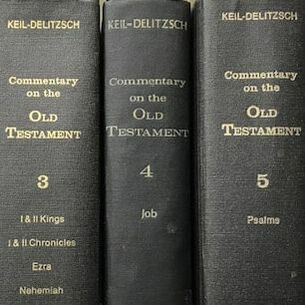 KEIL-DELITZSCH
Commentary
on the
OLD
TESTAMENT
3
I & II Kings
I & II Chronicles
Ezra
Nehemiah
KEIL-DELITZSCH
Commentary
on the
OLD
TESTAMENT
4
Job
KEIL-DELITZSCH
Commentary
on the
OLD
TESTAMENT
5
Psalms